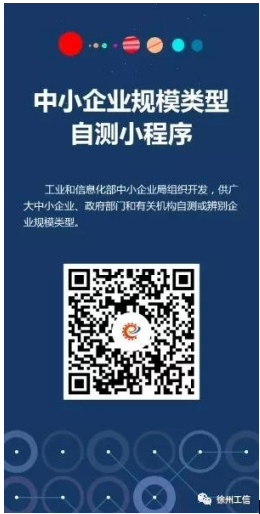 中小企业规模类型
自测小程序
工业和信息化部中小企业局组织开发，供广
大中小企业、政府部门和有关机构自测或辨别企
业规模类型。
徐州工信